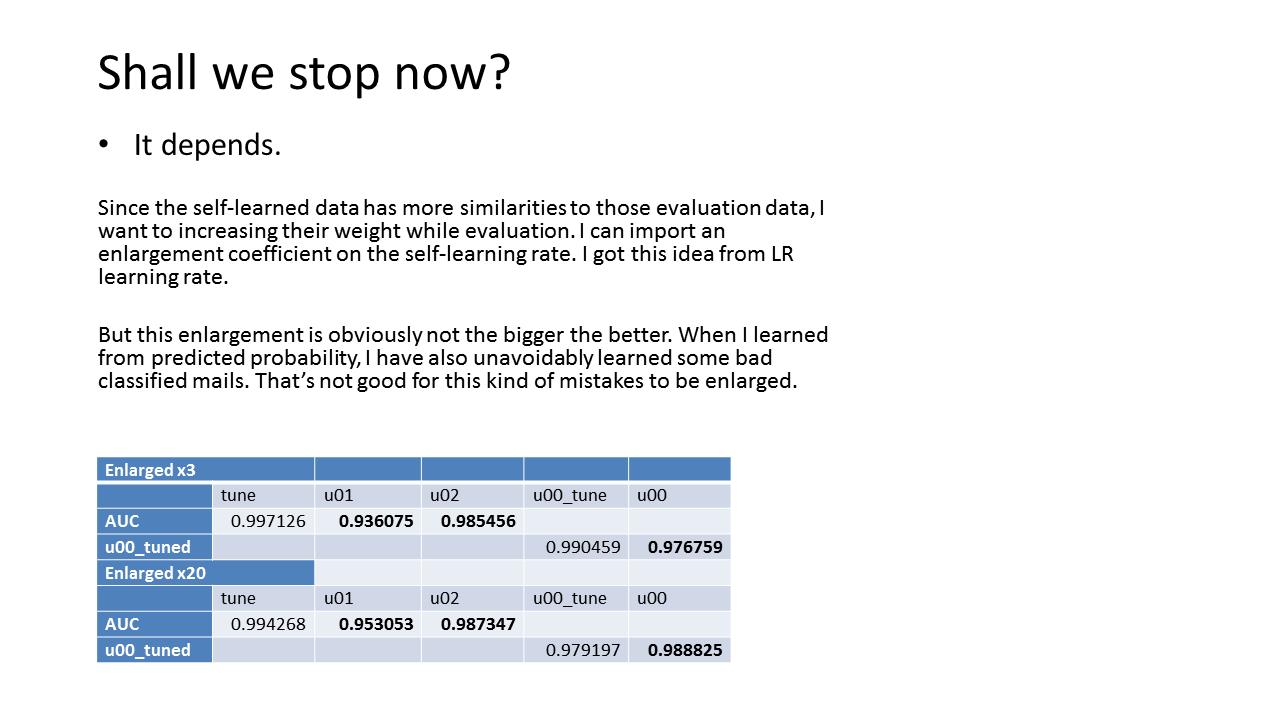 Shall we stop now?
• It depends.
Since the self-learned data has more similarities to those evaluation data, I
want to increasing their weight while evaluation. I can import an
enlargement coefficient on the self-learning rate. I got this idea from LR
learning rate.
But this enlargement is obviously not the bigger the better. When I learned
from predicted probability, I have also unavoidably learned some bad
classified mails. That’s not good for this kind of mistakes to be enlarged.
Enlarged x3
tune u01 u02 u00_tune u00
AUC 0.997126 0.936075 0.985456
u00_tuned 0.990459 0.976759
Enlarged x20
tune u01 u02 u00_tune u00
AUC 0.994268 0.953053 0.987347
u00_tuned 0.979197 0.988825